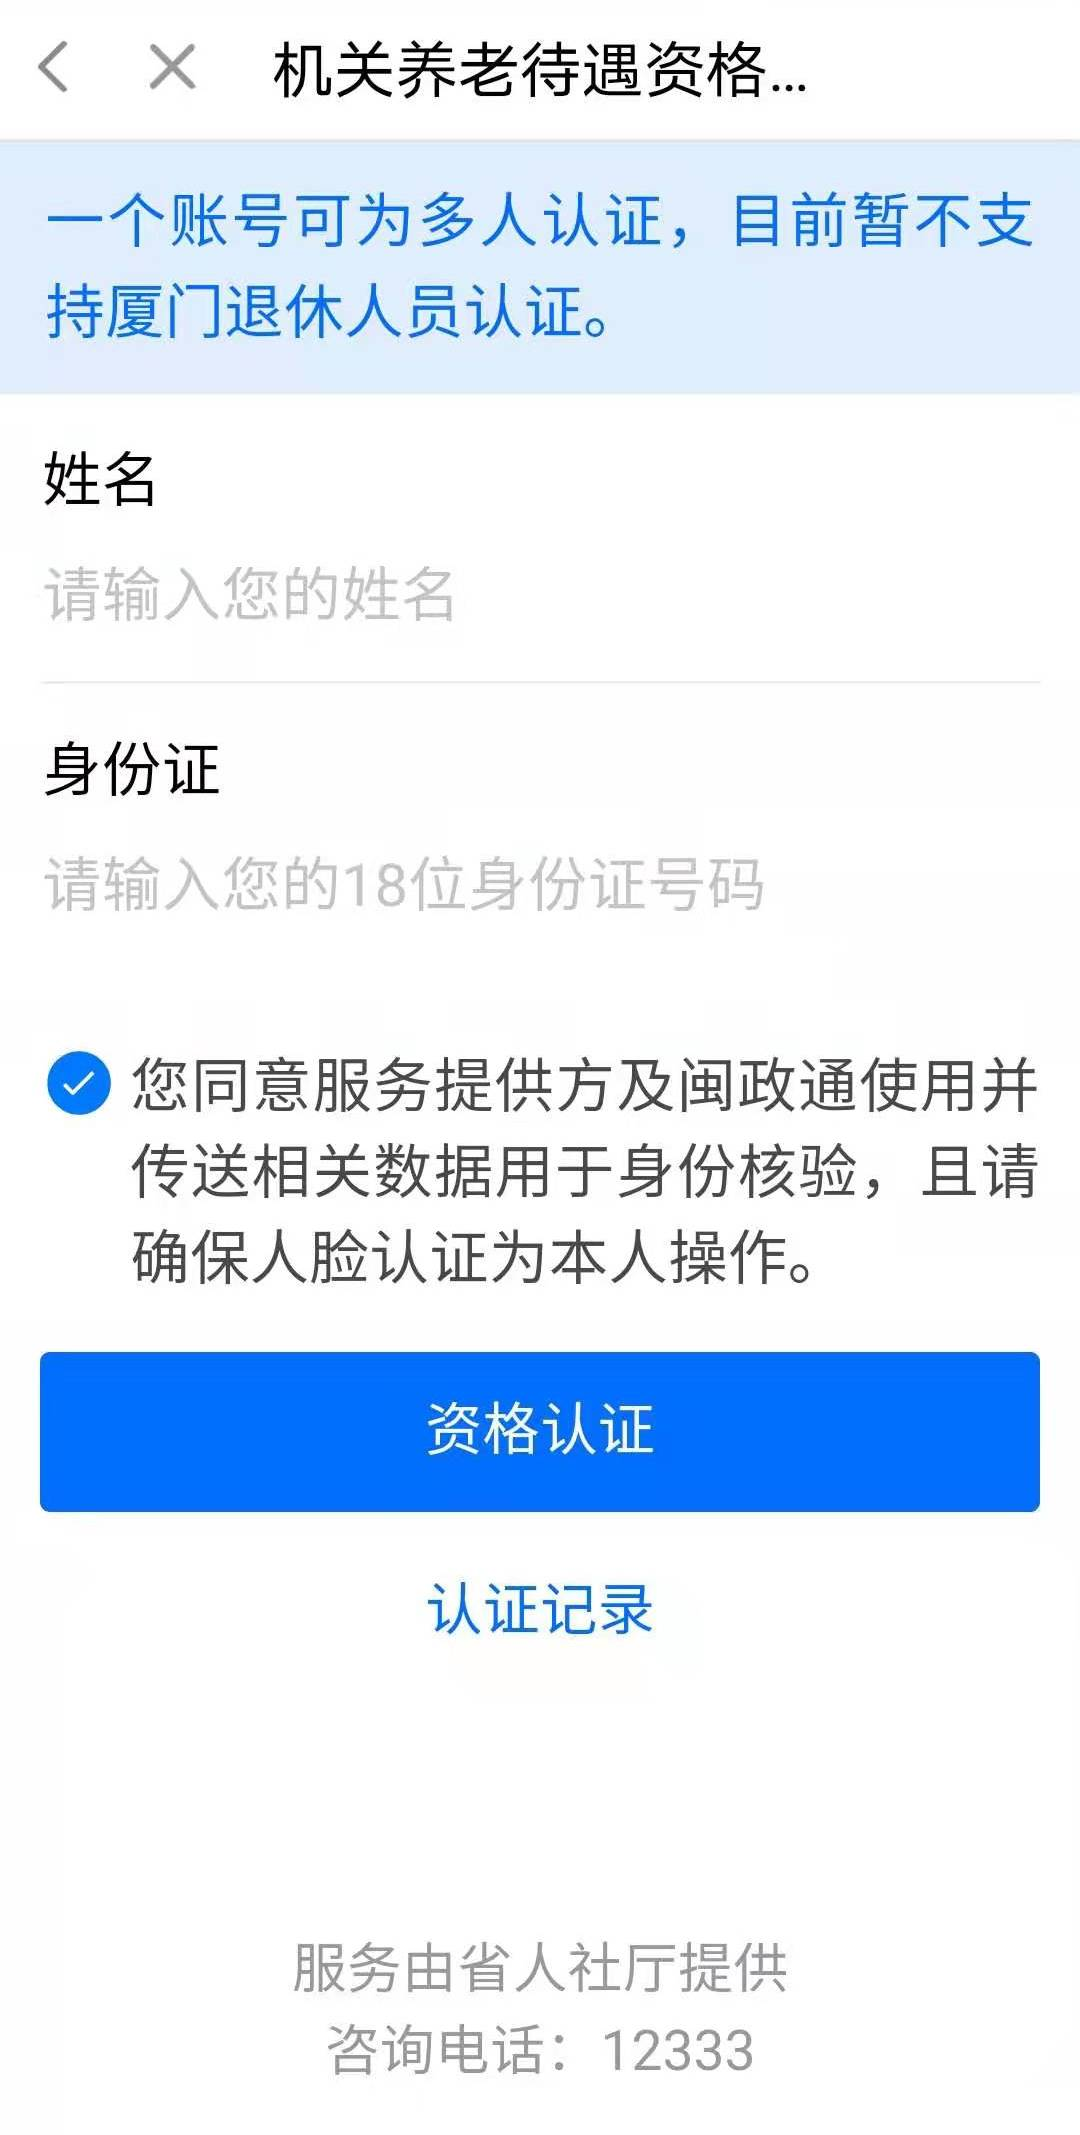 机关养老待遇资格...
一个账号可为多人认证，目前暂不支
持厦门退休人员认证。
姓名
请输入您的姓名
身份证
请输入您的18位身份证号码
您同意服务提供方及闽政通使用并
传送相关数据用于身份核验，且请
确保人脸认证为本人操作。
资格认证
认证记录
服务由省人社厅提供
咨询电话：12333